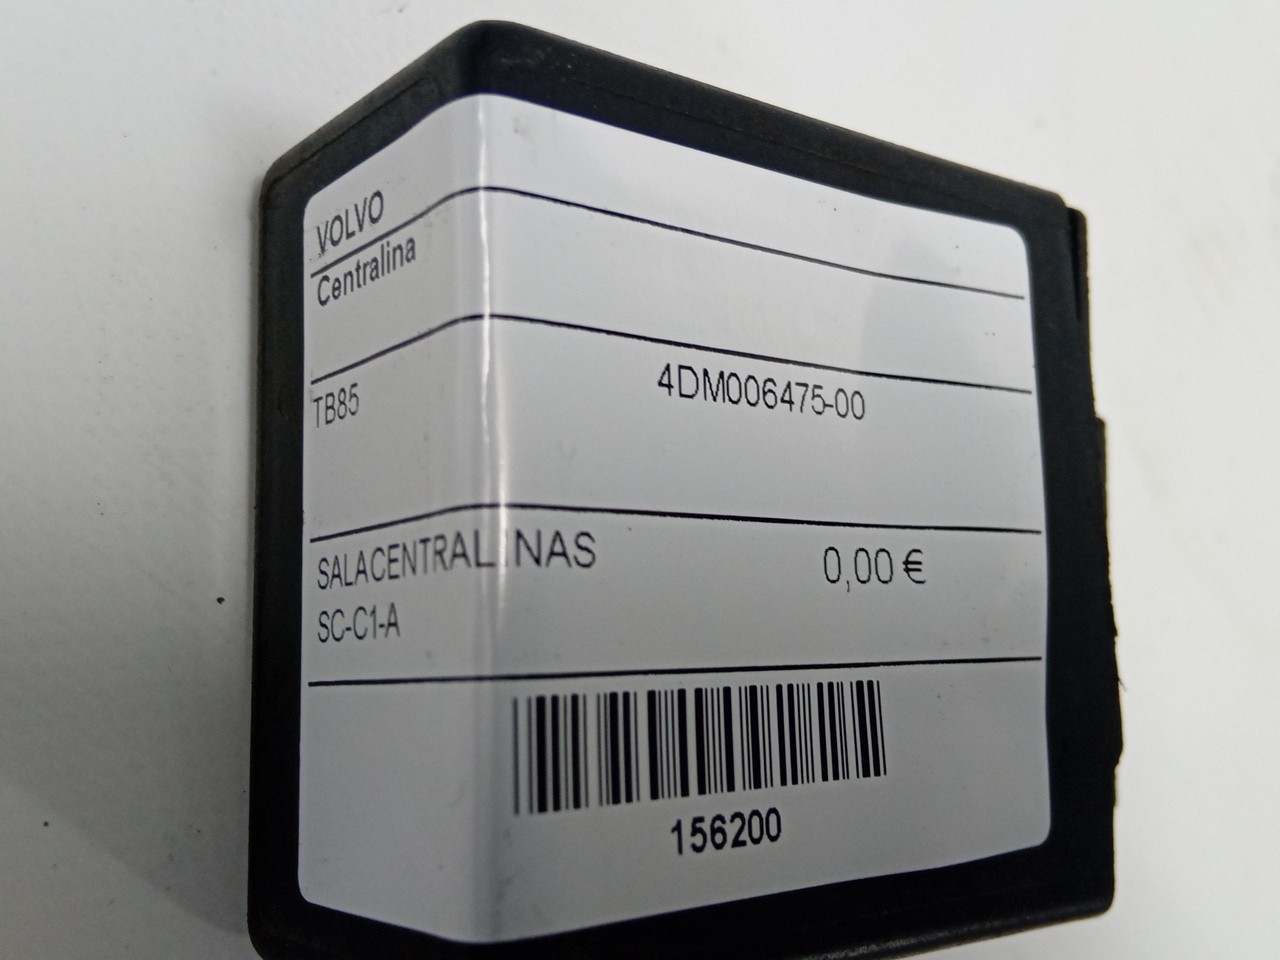 VOLVO
Centralina
TB85 4DM006475-00
SALACENTRALINAS 0,00 €
SC-C1-A
156200